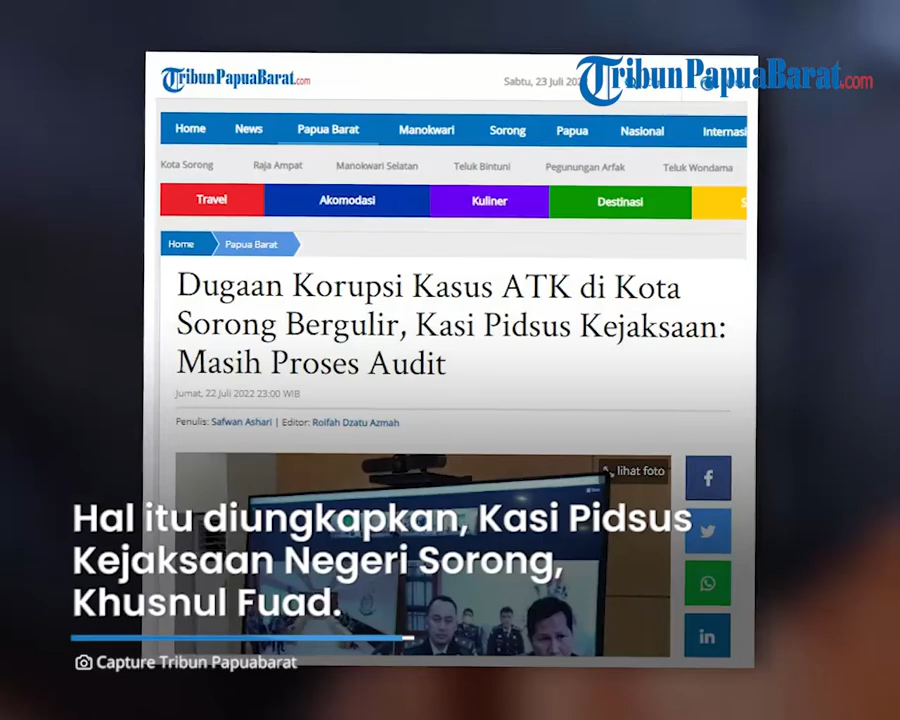 TribunPapuaBarat.com
Sabtu, 23 Juli
TribunPapuaBarat.com
Home News Papua Barat Manokwari Sorong Papua Nasional
Kota Sorong Raja Ampat Manokwari Selatan Teluk Bintuni Pegunungan Arfak Teluk Wondama
Travel Akomodasi Kuliner Destinasi
Home Papua Barat
Dugaan Korupsi Kasus ATK di Kota
Sorong Bergulir, Kasi Pidsus Kejaksaan:
Masih Proses Audit
Jumat, 22 Juli 2022 23:00 WIB
Penulis: Safwan Ashari | Editor: Roifah Dzatu Azmah
lihat foto
Hal itu diungkapkan, Kasi Pidsus
Kejaksaan Negeri Sorong,
Khusnul Fuad.
Capture Tribun Papuabarat